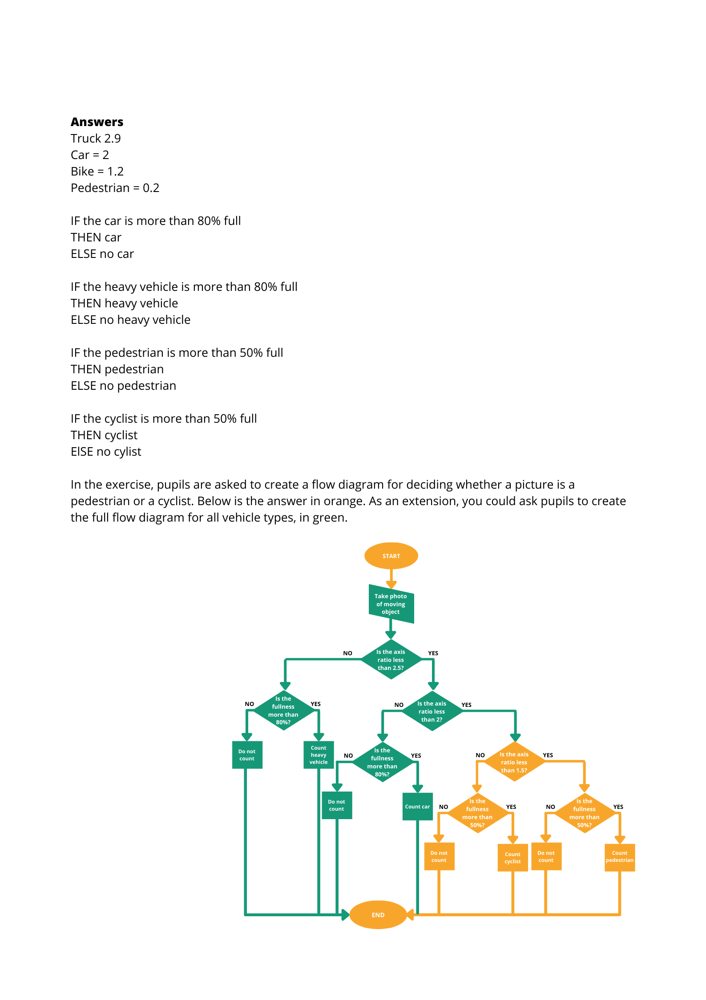 Answers
Truck 2.9
Car = 2
Bike = 1.2
Pedestrian = 0.2
IF the car is more than 80% full
THEN car
ELSE no car
IF the heavy vehicle is more than 80% full
THEN heavy vehicle
ELSE no heavy vehicle
IF the pedestrian is more than 50% full
THEN pedestrian
ELSE no pedestrian
IF the cyclist is more than 50% full
THEN cyclist
ElSE no cylist
In the exercise, pupils are asked to create a flow diagram for deciding whether a picture is a
pedestrian or a cyclist. Below is the answer in orange. As an extension, you could ask pupils to create
the full flow diagram for all vehicle types, in green.
START
Take photo
of moving
object
NO
Is the axis
ratio less
than 2.5?
YES
NO
Is the
fullness
more than
80%?
YES
NO
Is the axis
ratio less
than 2?
YES
Do not
count
Count
heavy
vehicle
NO
Is the
fullness
more than
80%?
YES
NO
Is the axis
ratio less
than 1.5?
YES
Do not
count
Count car
NO
Is the
fullness
more than
50%?
YES
NO
Is the
fullness
more than
50%?
YES
Do not
count
Count
cyclist
Do not
count
Count
pedestrian
END